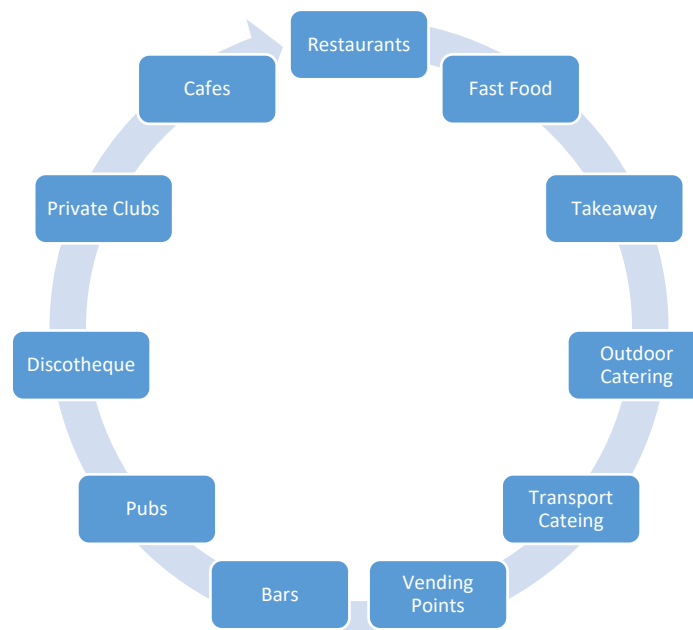 Restaurants
Fast Food
Takeaway
Outdoor
Catering
Transport
Cateing
Vending
Points
Bars
Pubs
Discotheque
Private Clubs
Cafes